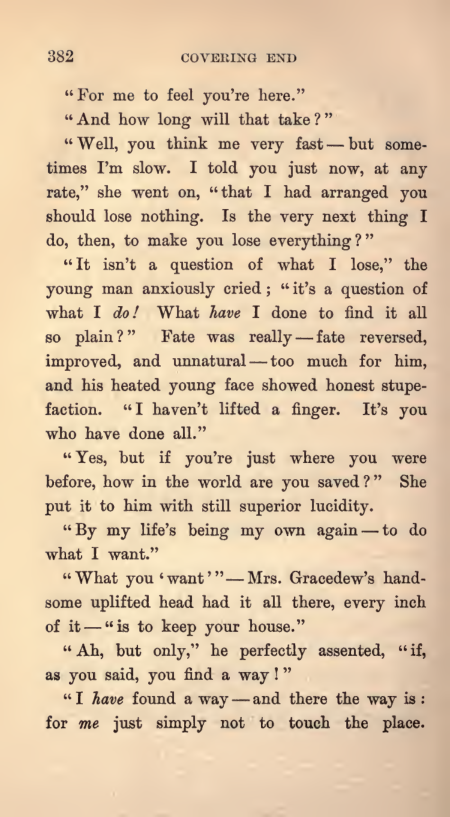 382 COVERING END
“For me to feel you're here.”
“And how long will that take?”
“Well, you think me very fast — but some-
times I'm slow. I told you just now, at any
rate,” she went on, “that I had arranged you
should lose nothing. Is the very next thing I
do, then, to make you lose everything?”
“It isn't a question of what I lose,” the
young man anxiously cried; “it's a question of
what I do! What have I done to find it all
so plain?” Fate was really — fate reversed,
improved, and unnatural — too much for him,
and his heated young face showed honest stupe-
faction. “I haven't lifted a finger. It's you
who have done all.”
“Yes, but if you're just where you were
before, how in the world are you saved?” She
put it to him with still superior lucidity.
“By my life's being my own again — to do
what I want.”
“What you ‘want’” — Mrs. Gracedew's hand-
some uplifted head had it all there, every inch
of it — “is to keep your house.”
“Ah, but only,” he perfectly assented, “if,
as you said, you find a way!”
“I have found a way — and there the way is:
for me just simply not to touch the place.